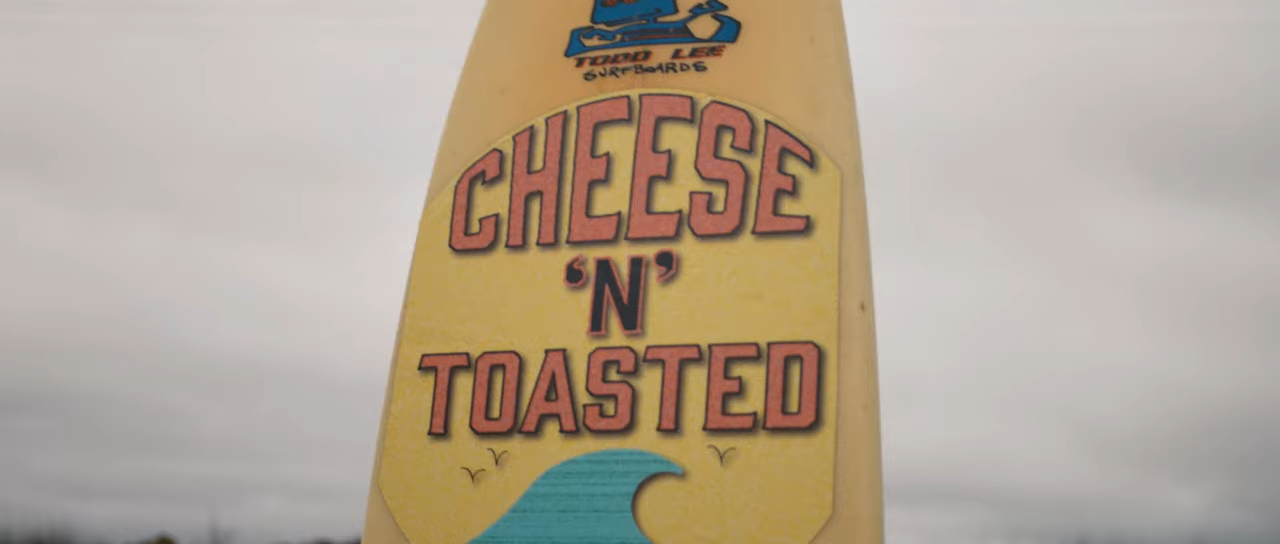 TODD LEE
SURFBOARDS
CHEESE
‘N’
TOASTED